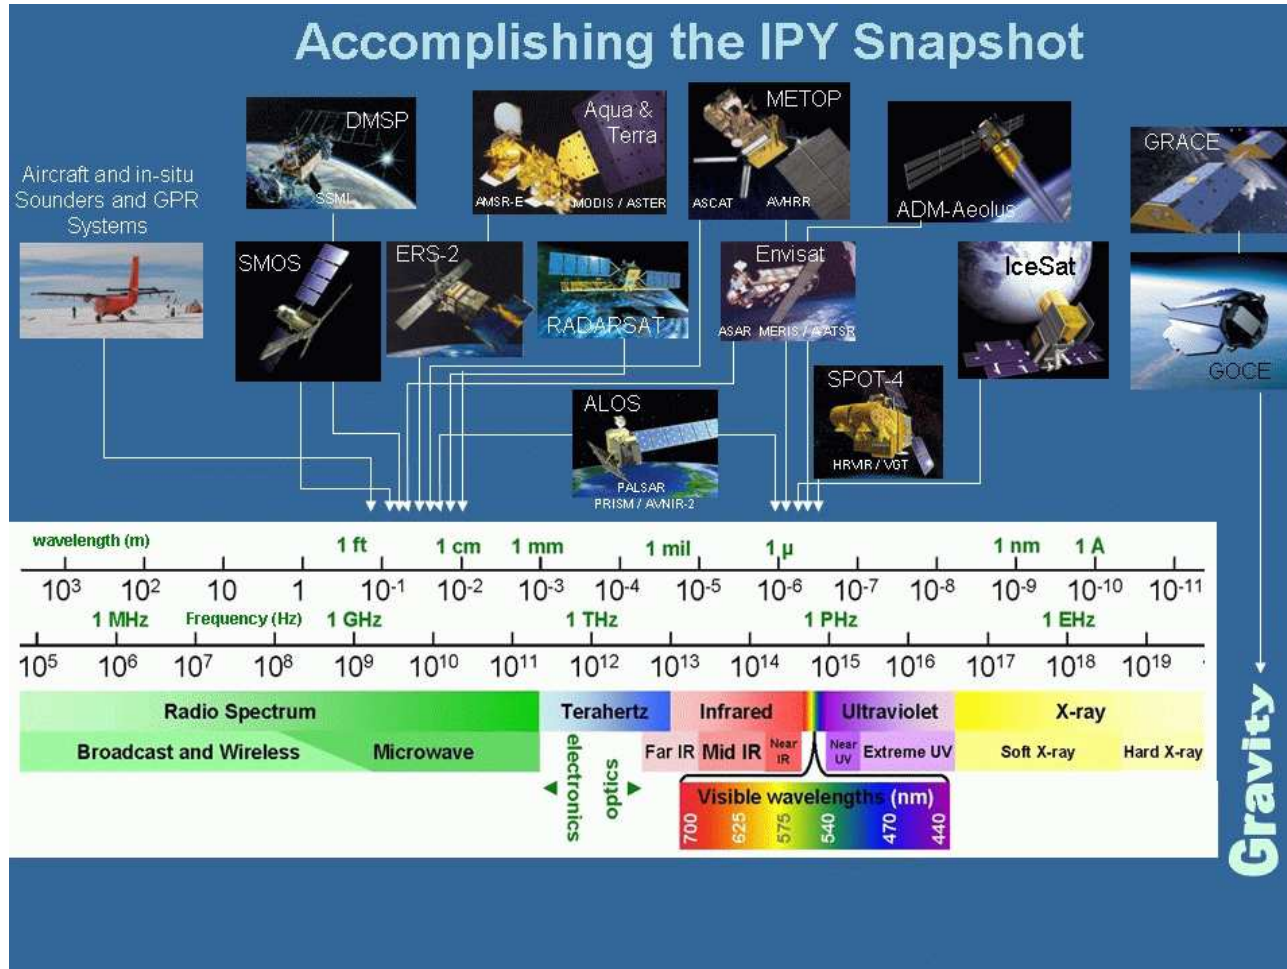 Accomplishing the IPY Snapshot
Aircraft and in-situ
Sounders and GPR
Systems
DMSP
SSMI
Aqua &
Terra
AMSR-E
MODIS / ASTER
METOP
ASCAT
AVHRR
ADM-Aeolus
GRACE
SMOS
ERS-2
RADARSAT
Envisat
ASAR
MERIS / AATSR
IceSat
GOCE
ALOS
PALSAR
PRISM / AVNIR-2
SPOT-4
HRVIR / VGT
wavelength (m)
1 ft
1 cm
1 mm
1 mil
1 µ
1 nm
1 A
10³ 10² 10 1 10⁻¹ 10⁻² 10⁻³ 10⁻⁴ 10⁻⁵ 10⁻⁶ 10⁻⁷ 10⁻⁸ 10⁻⁹ 10⁻¹⁰ 10⁻¹¹
1 MHz
Frequency (Hz)
1 GHz
1 THz
1 PHz
1 EHz
10⁵ 10⁶ 10⁷ 10⁸ 10⁹ 10¹⁰ 10¹¹ 10¹² 10¹³ 10¹⁴ 10¹⁵ 10¹⁶ 10¹⁷ 10¹⁸ 10¹⁹
Radio Spectrum
Terahertz
Infrared
Ultraviolet
X-ray
Broadcast and Wireless
Microwave
electronics
optics
Far IR
Mid IR
Near
IR
Near
UV
Extreme UV
Soft X-ray
Hard X-ray
Visible wavelengths (nm)
700 625 575 540 470 440
Gravity